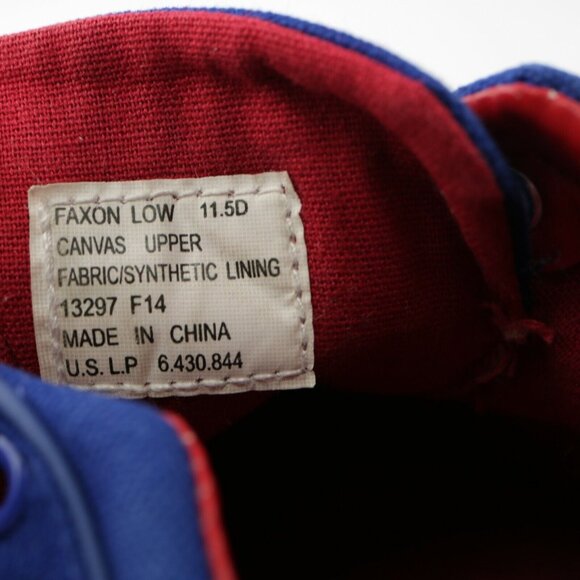 FAXON LOW 11.5D
CANVAS UPPER
FABRIC/SYNTHETIC LINING
13297 F14
MADE IN CHINA
U.S. L.P 6.430.844